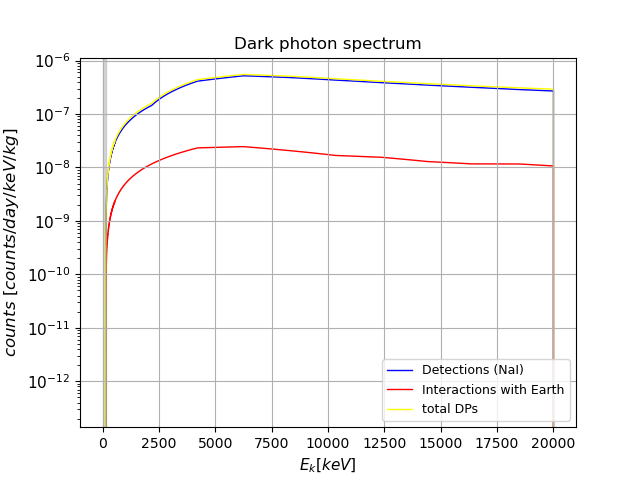 Dark photon spectrum
counts [counts/day/keV/kg]
10⁻⁶
10⁻⁷
10⁻⁸
10⁻⁹
10⁻¹⁰
10⁻¹¹
10⁻¹²
Detections (NaI)
Interactions with Earth
total DPs
0 2500 5000 7500 10000 12500 15000 17500 20000
Eₖ[keV]